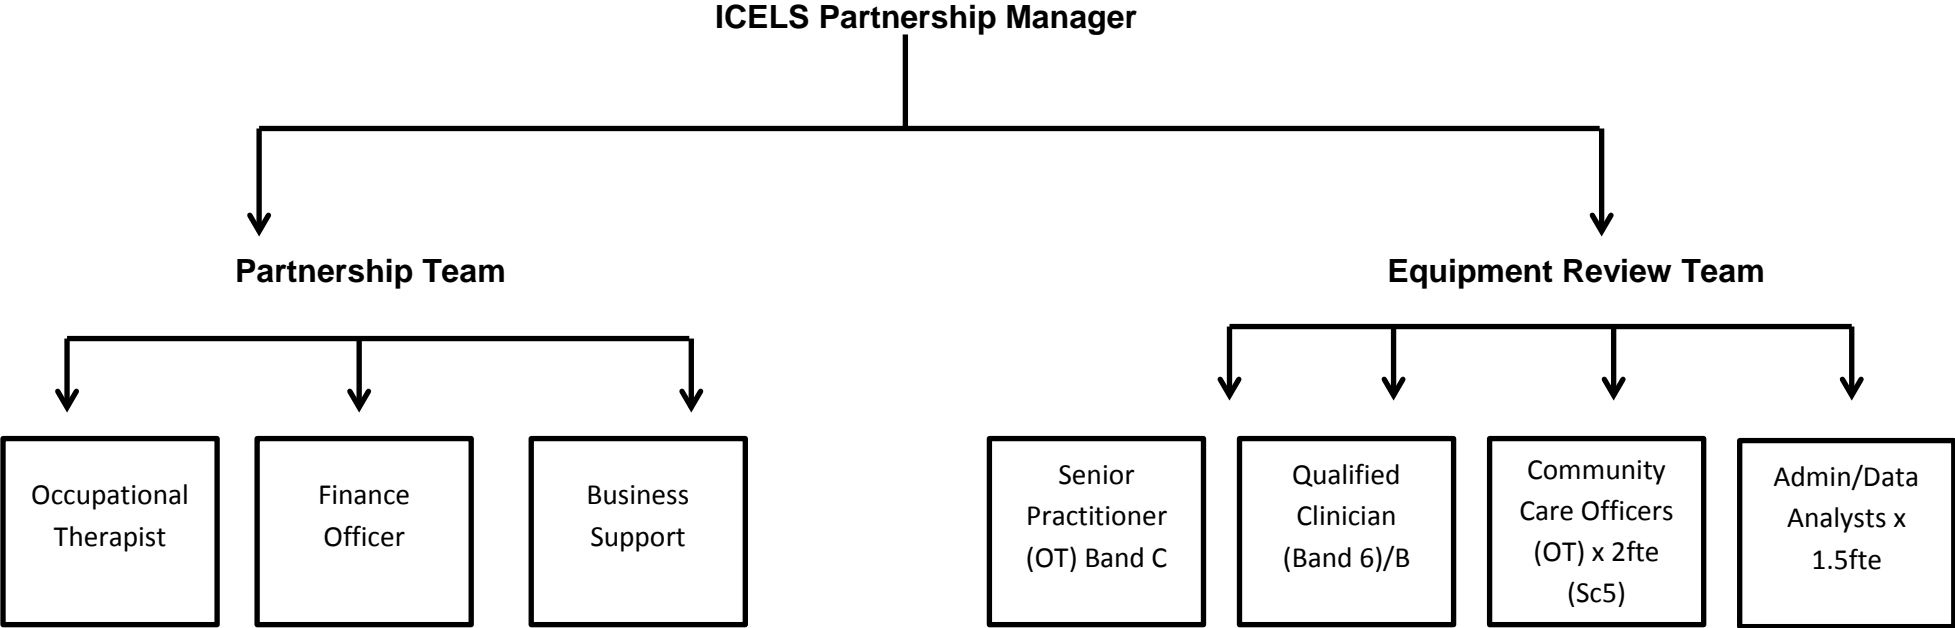 ICELS Partnership Manager
Partnership Team
Equipment Review Team
Occupational
Therapist
Finance
Officer
Business
Support
Senior
Practitioner
(OT) Band C
Qualified
Clinician
(Band 6)/B
Community
Care Officers
(OT) x 2fte
(Sc5)
Admin/Data
Analysts x
1.5fte